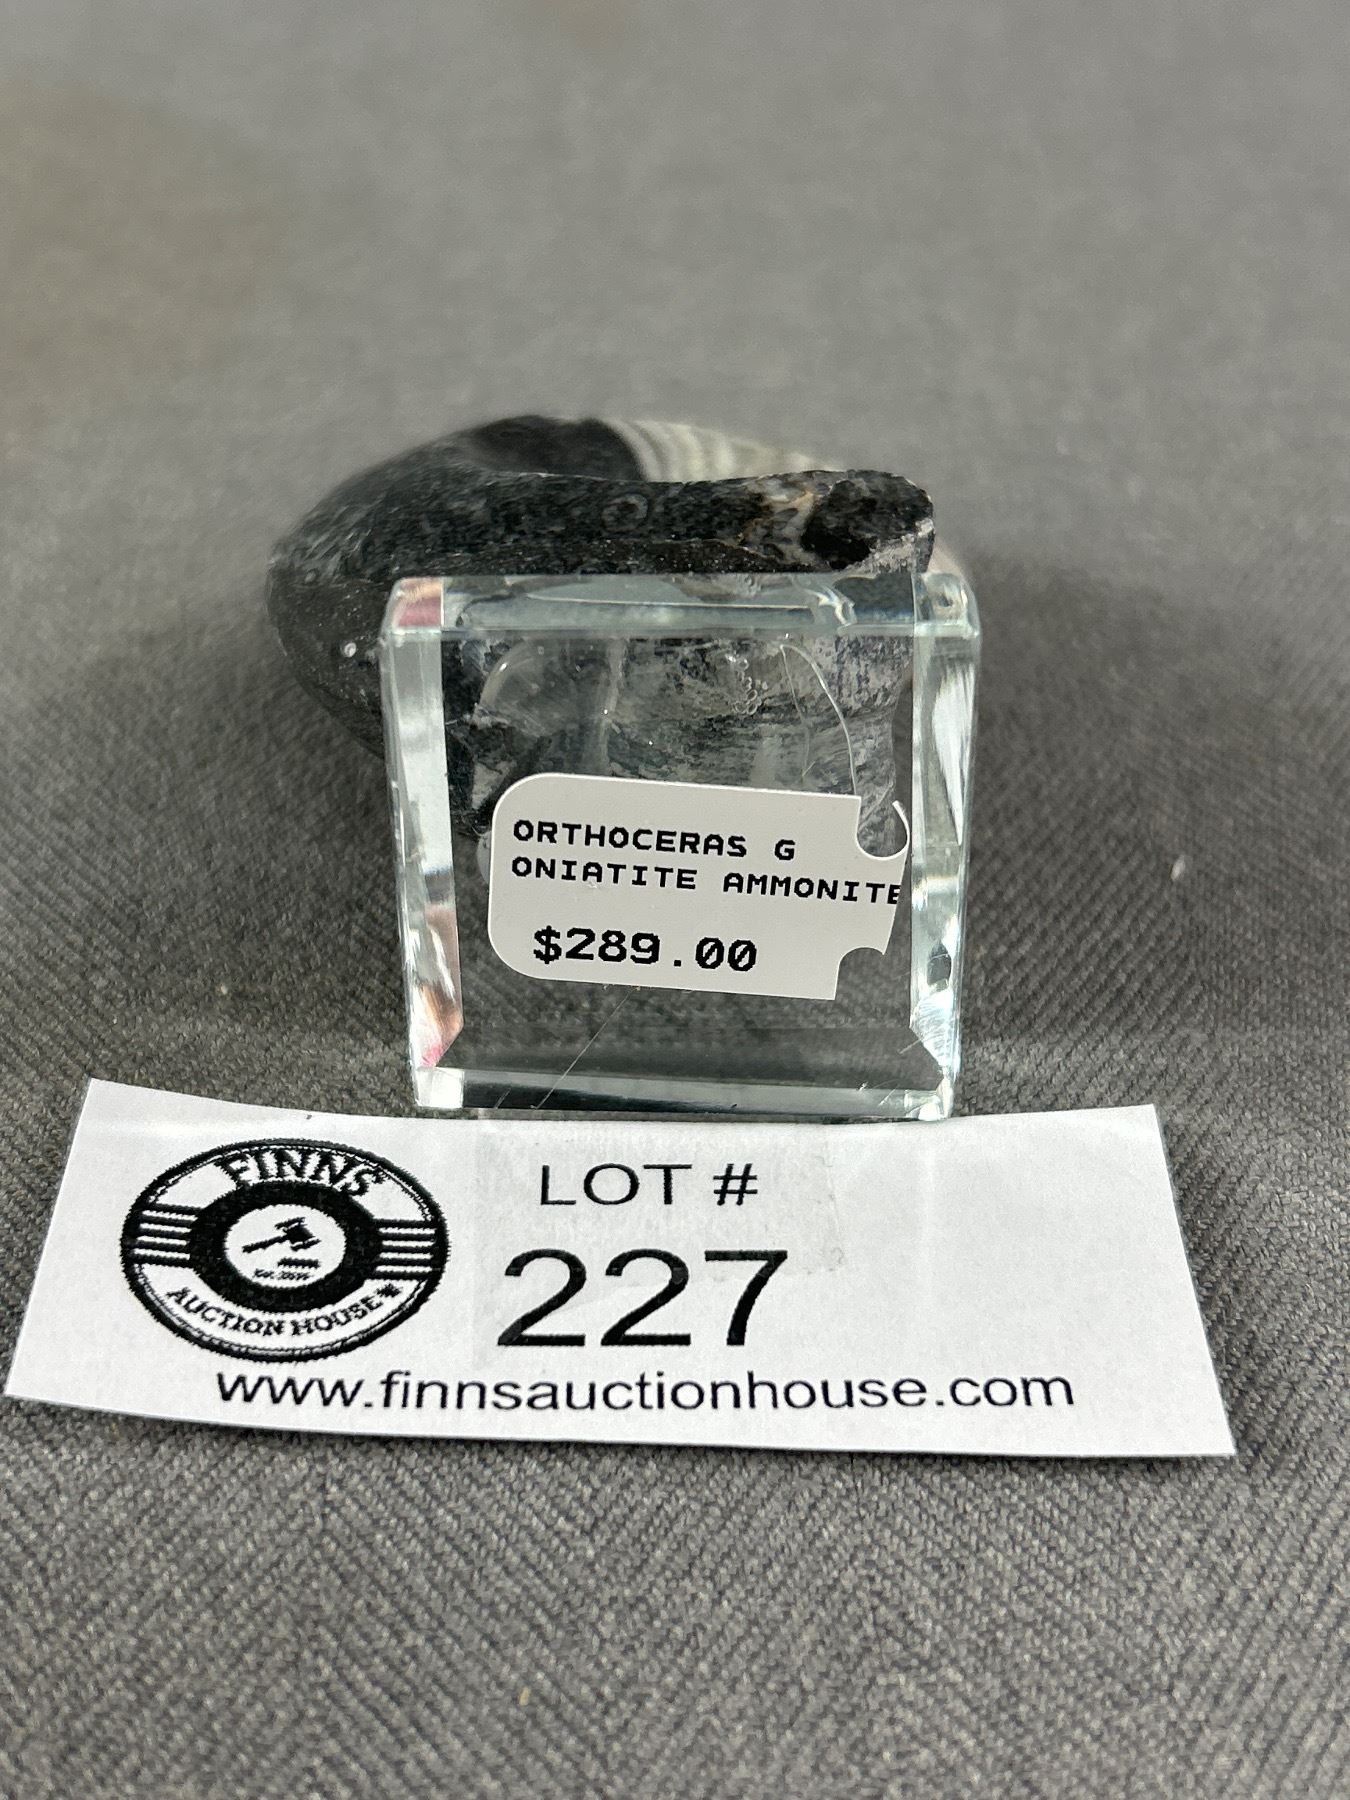 ORTHOCERAS G
ONIATITE AMMONITE
$289.00
FINNS
AUCTION HOUSE
LOT #
227
www.finnsauctionhouse.com